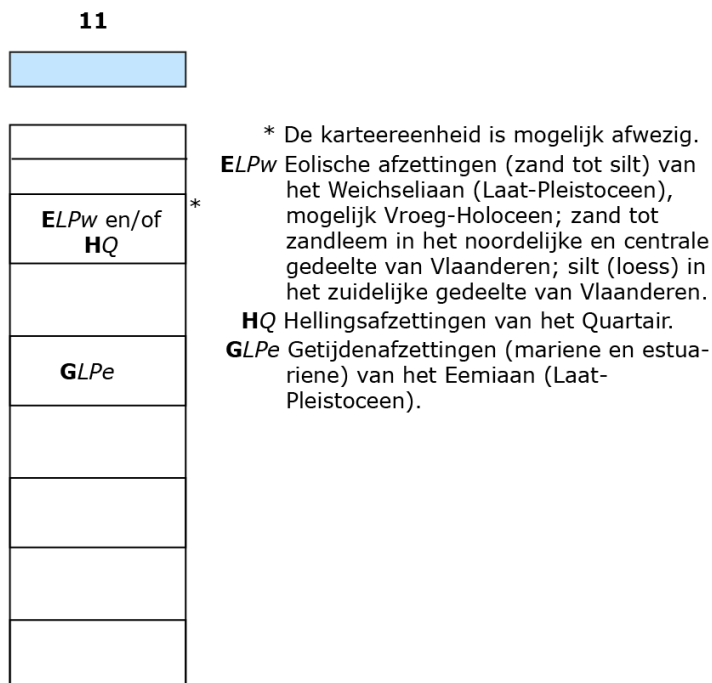 11
* De karteereenheid is mogelijk afwezig.
ELPw Eolische afzettingen (zand tot silt) van
het Weichseliaan (Laat-Pleistoceen),
mogelijk Vroeg-Holoceen; zand tot
zandleem in het noordelijke en centrale
gedeelte van Vlaanderen; silt (loess) in
het zuidelijke gedeelte van Vlaanderen.
HQ Hellingsafzettingen van het Quartair.
GLPe Getijdenafzettingen (mariene en estua-
riene) van het Eemiaan (Laat-
Pleistoceen).
ELPw en/of *
HQ
GLPe